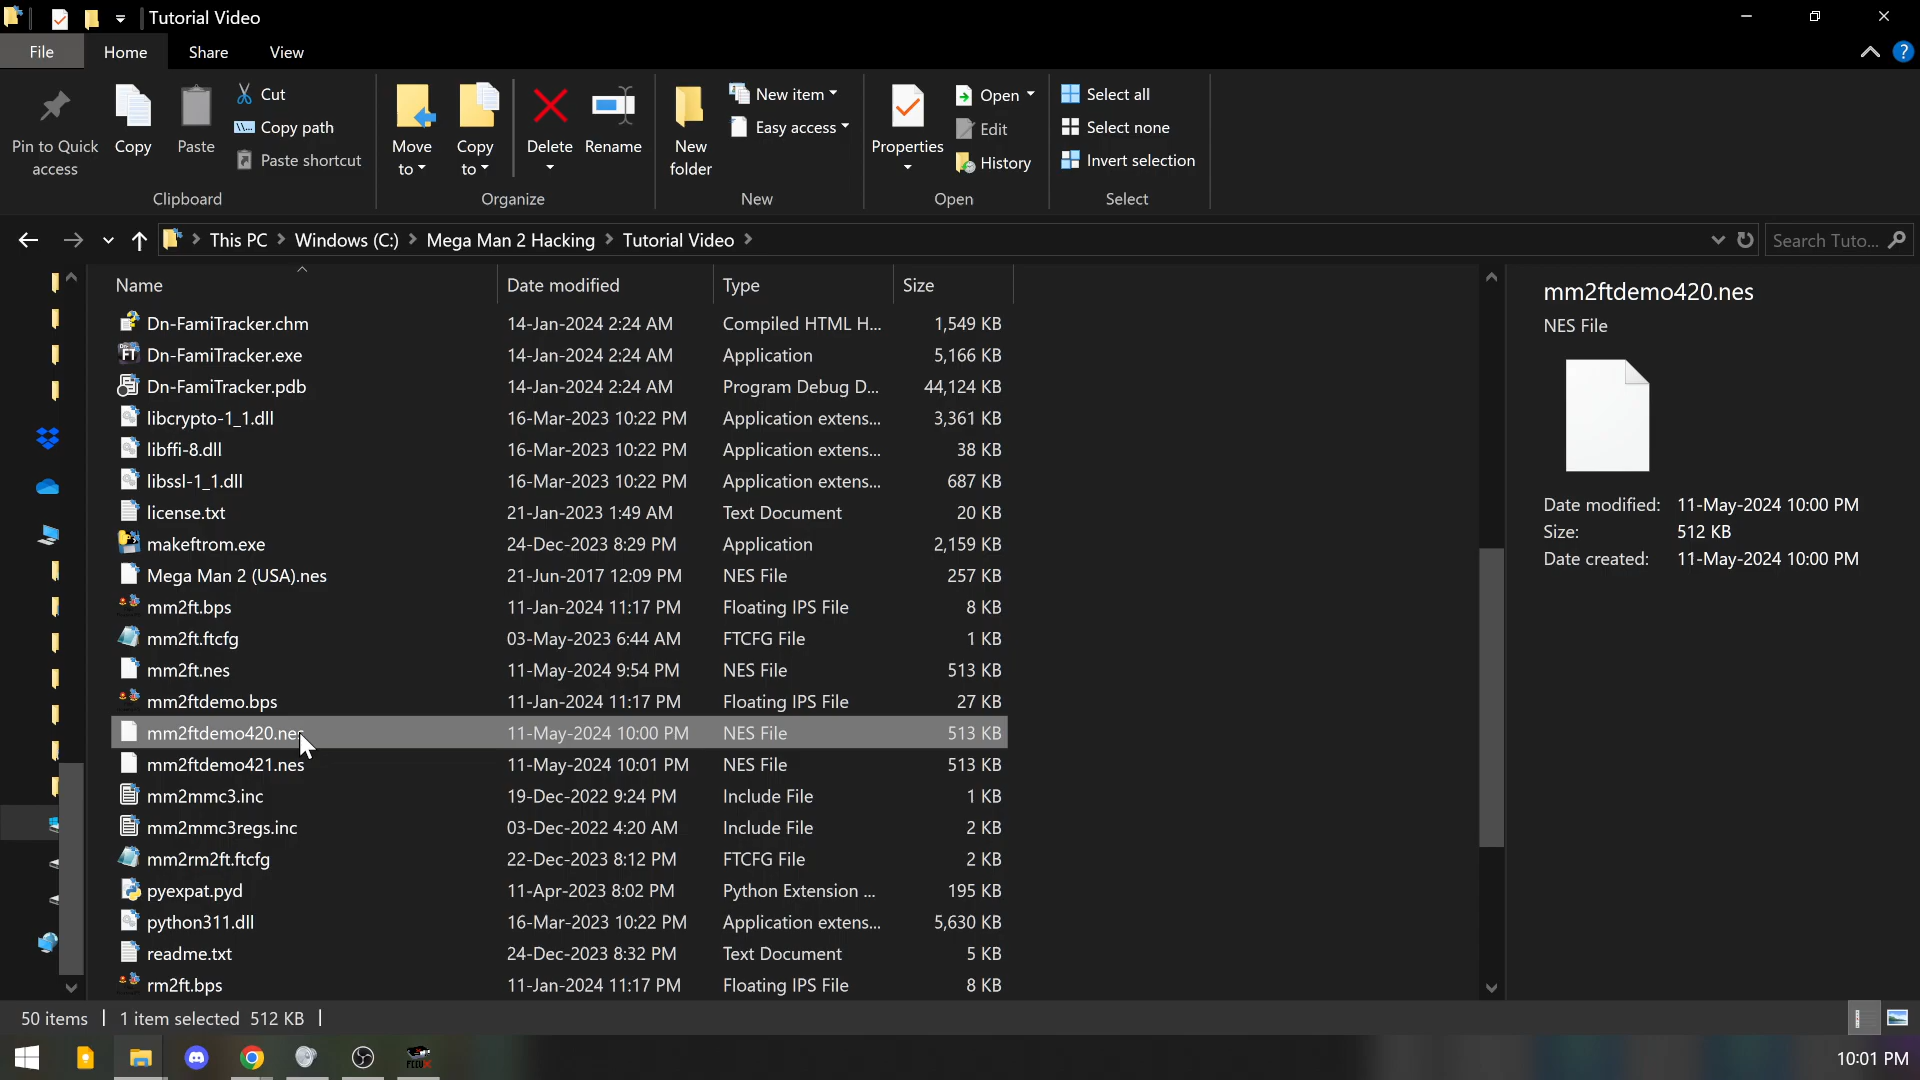 Tutorial Video
File Home Share View
Pin to Quick access
Copy
Paste
Cut
Copy path
Paste shortcut
Clipboard
Move to
Copy to
Delete
Rename
Organize
New folder
New item
Easy access
New
Properties
Open
Edit
History
Open
Select all
Select none
Invert selection
Select
This PC > Windows (C:) > Mega Man 2 Hacking > Tutorial Video >
Search Tuto...
Name Date modified Type Size
Dn-FamiTracker.chm 14-Jan-2024 2:24 AM Compiled HTML H... 1,549 KB
Dn-FamiTracker.exe 14-Jan-2024 2:24 AM Application 5,166 KB
Dn-FamiTracker.pdb 14-Jan-2024 2:24 AM Program Debug D... 44,124 KB
libcrypto-1_1.dll 16-Mar-2023 10:22 PM Application extens... 3,361 KB
libffi-8.dll 16-Mar-2023 10:22 PM Application extens... 38 KB
libssl-1_1.dll 16-Mar-2023 10:22 PM Application extens... 687 KB
license.txt 21-Jan-2023 1:49 AM Text Document 20 KB
makeftrom.exe 24-Dec-2023 8:29 PM Application 2,159 KB
Mega Man 2 (USA).nes 21-Jun-2017 12:09 PM NES File 257 KB
mm2ft.bps 11-Jan-2024 11:17 PM Floating IPS File 8 KB
mm2ft.ftcfg 03-May-2023 6:44 AM FTCFG File 1 KB
mm2ft.nes 11-May-2024 9:54 PM NES File 513 KB
mm2ftdemo.bps 11-Jan-2024 11:17 PM Floating IPS File 27 KB
mm2ftdemo420.nes 11-May-2024 10:00 PM NES File 513 KB
mm2ftdemo421.nes 11-May-2024 10:01 PM NES File 513 KB
mm2mmc3.inc 19-Dec-2022 9:24 PM Include File 1 KB
mm2mmc3regs.inc 03-Dec-2022 4:20 AM Include File 2 KB
mm2rm2ft.ftcfg 22-Dec-2023 8:12 PM FTCFG File 2 KB
pyexpat.pyd 11-Apr-2023 8:02 PM Python Extension ... 195 KB
python311.dll 16-Mar-2023 10:22 PM Application extens... 5,630 KB
readme.txt 24-Dec-2023 8:32 PM Text Document 5 KB
rm2ft.bps 11-Jan-2024 11:17 PM Floating IPS File 8 KB
mm2ftdemo420.nes
NES File
Date modified: 11-May-2024 10:00 PM
Size: 512 KB
Date created: 11-May-2024 10:00 PM
50 items 1 item selected 512 KB
10:01 PM